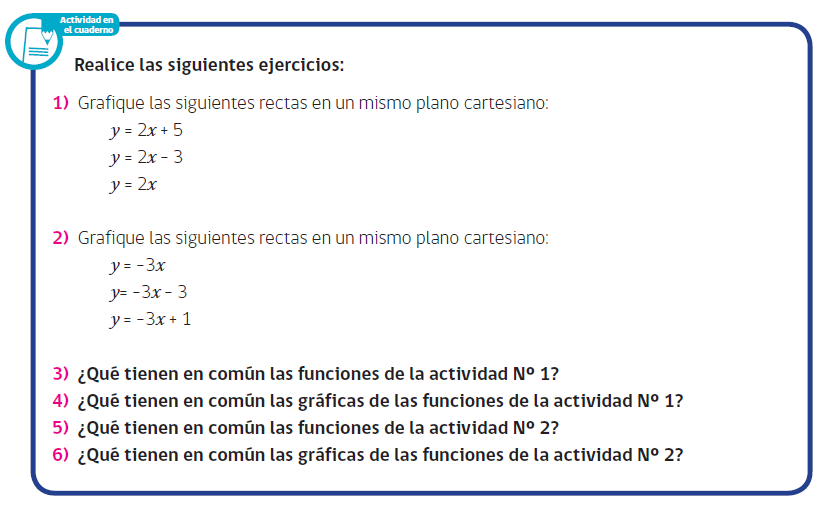 Actividad en
el cuaderno
Realice las siguientes ejercicios:
1) Grafique las siguientes rectas en un mismo plano cartesiano:
y = 2x + 5
y = 2x - 3
y = 2x
2) Grafique las siguientes rectas en un mismo plano cartesiano:
y = -3x
y= -3x - 3
y = -3x + 1
3) ¿Qué tienen en común las funciones de la actividad Nº 1?
4) ¿Qué tienen en común las gráficas de las funciones de la actividad Nº 1?
5) ¿Qué tienen en común las funciones de la actividad Nº 2?
6) ¿Qué tienen en común las gráficas de las funciones de la actividad Nº 2?